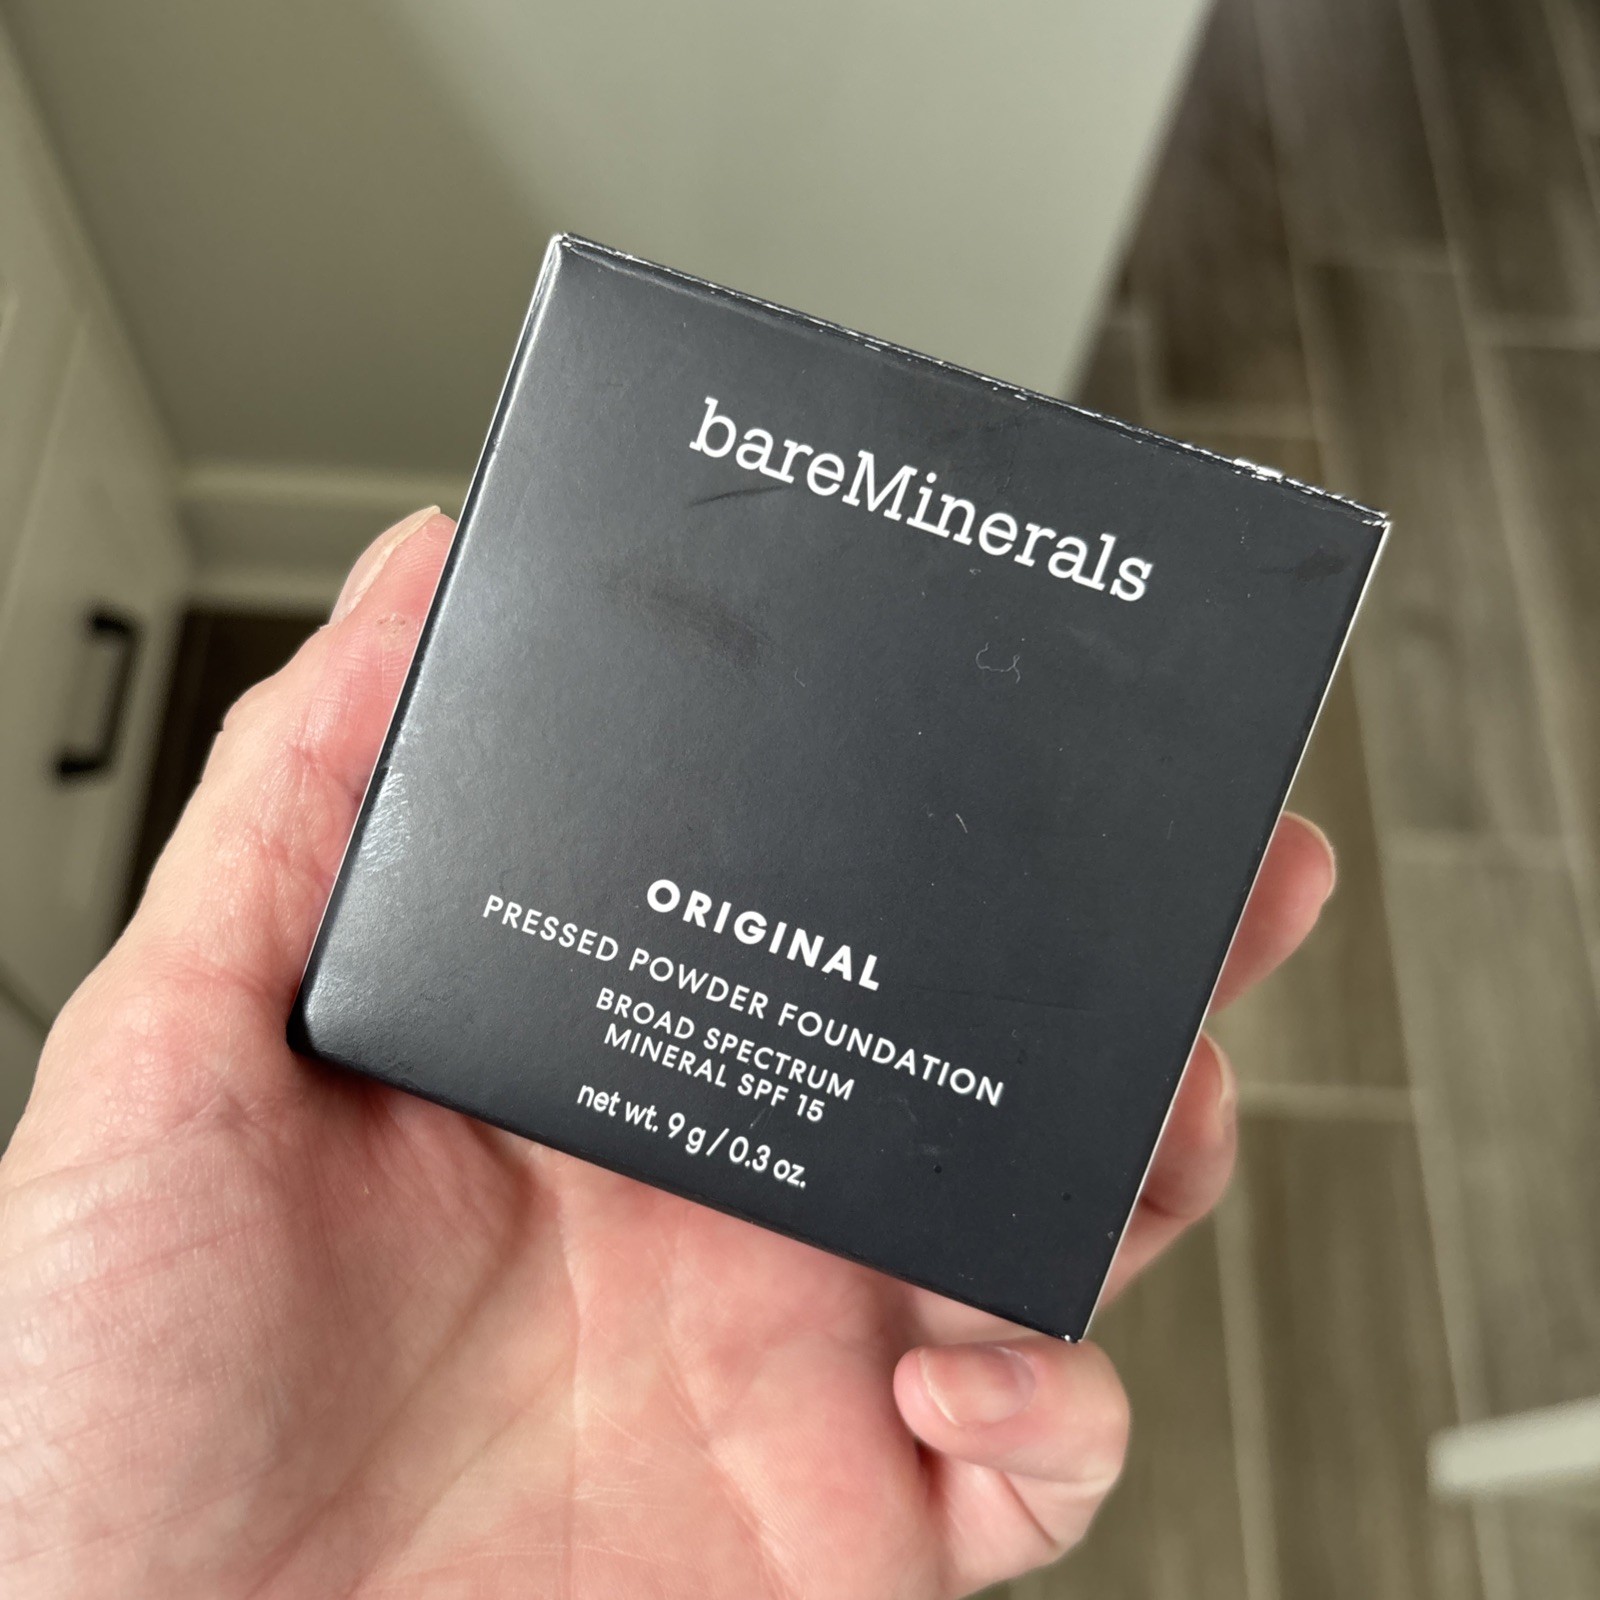 bareMinerals
ORIGINAL
PRESSED POWDER FOUNDATION
BROAD SPECTRUM
MINERAL SPF 15
net wt. 9 g / 0.3 oz.